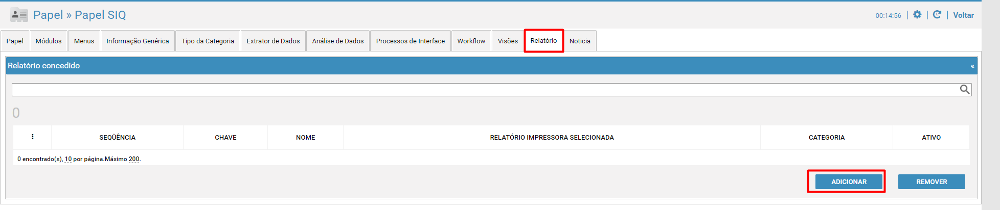 Papel » Papel SIQ
00:14:56 | | | Voltar
Papel Módulos Menus Informação Genérica Tipo da Categoria Extrator de Dados Análise de Dados Processos de Interface Workflow Visões Relatório Noticia
Relatório concedido «
0
SEQÜÊNCIA CHAVE NOME RELATÓRIO IMPRESSORA SELECIONADA CATEGORIA ATIVO
0 encontrado(s), 10 por página.Máximo 200.
ADICIONAR REMOVER